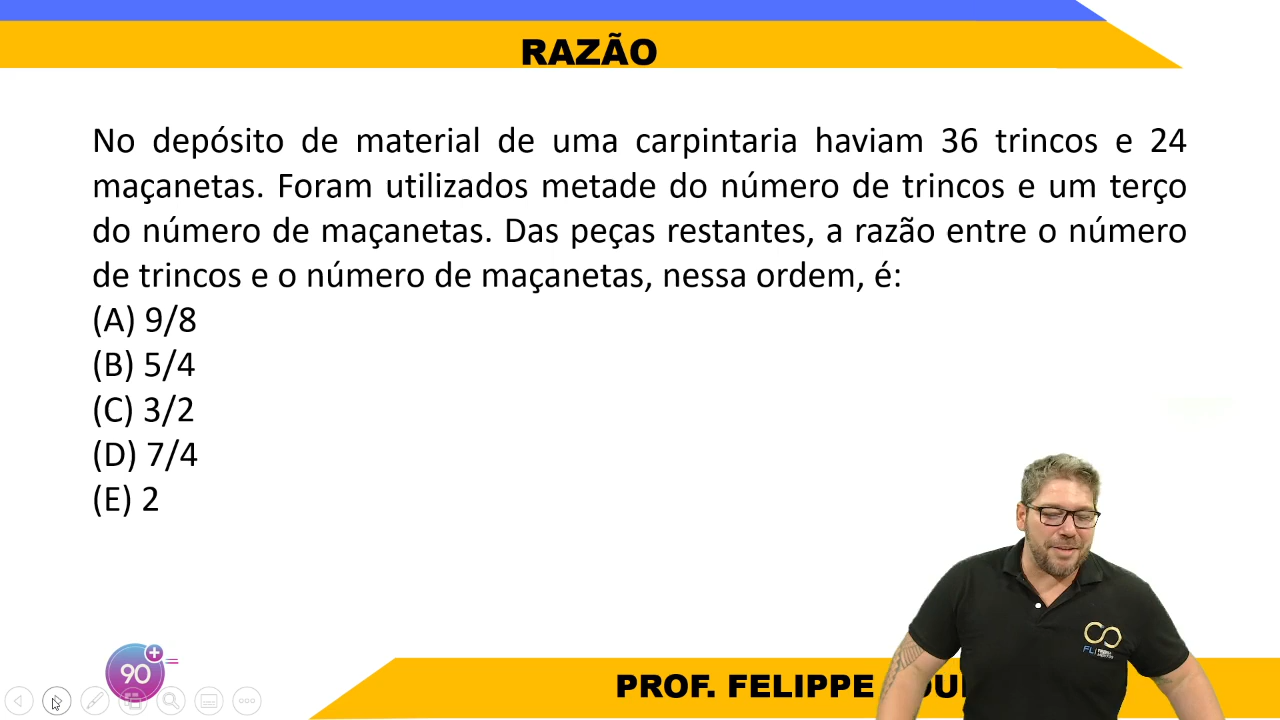 RAZÃO
No depósito de material de uma carpintaria haviam 36 trincos e 24
maçanetas. Foram utilizados metade do número de trincos e um terço
do número de maçanetas. Das peças restantes, a razão entre o número
de trincos e o número de maçanetas, nessa ordem, é:
(A) 9/8
(B) 5/4
(C) 3/2
(D) 7/4
(E) 2
90+
PROF. FELIPPE